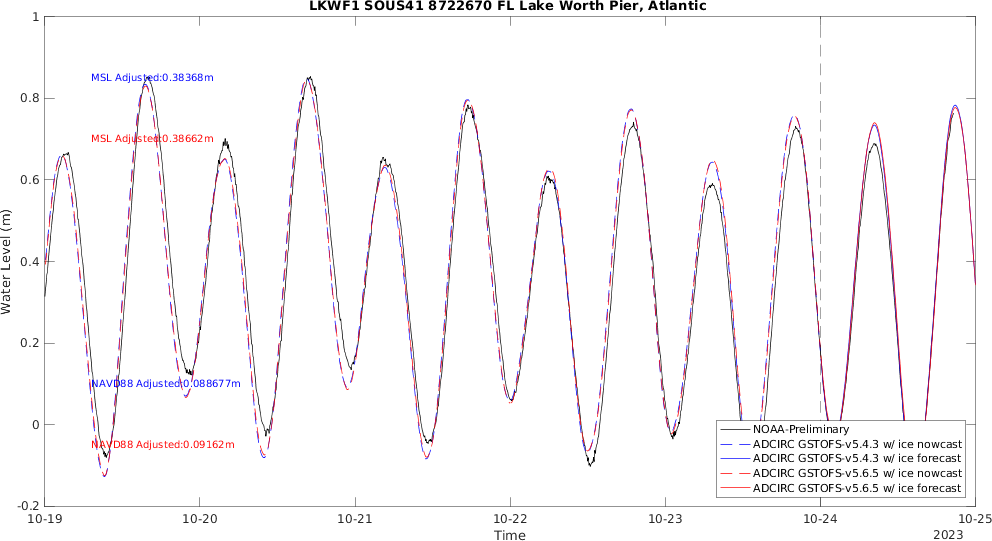 LKWF1 SOUS41 8722670 FL Lake Worth Pier, Atlantic
1
0.8
0.6
0.4
0.2
0
-0.2
Water Level (m)
MSL Adjusted:0.38368m
MSL Adjusted:0.38662m
NAVD88 Adjusted:0.088677m
NAVD88 Adjusted:0.09162m
NOAA-Preliminary
ADCIRC GSTOFS-v5.4.3 w/ ice nowcast
ADCIRC GSTOFS-v5.4.3 w/ ice forecast
ADCIRC GSTOFS-v5.6.5 w/ ice nowcast
ADCIRC GSTOFS-v5.6.5 w/ ice forecast
10-19 10-20 10-21 10-22 10-23 10-24 10-25
Time
2023